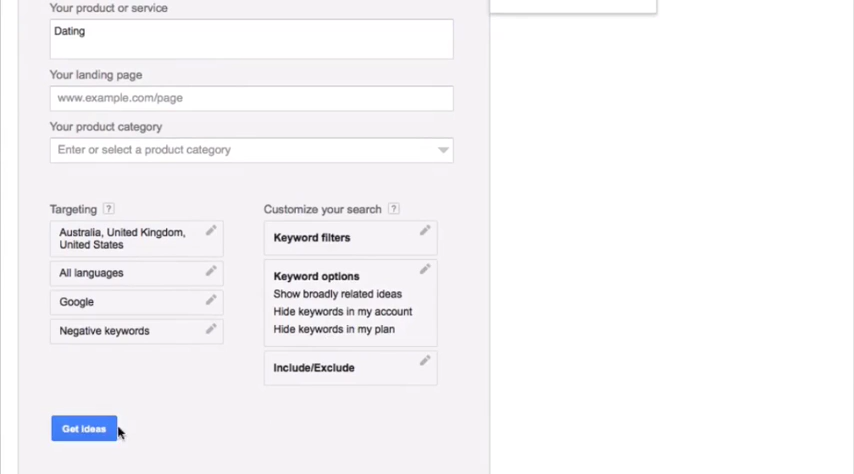 Your product or service
Dating
Your landing page
www.example.com/page
Your product category
Enter or select a product category
Targeting ?
Australia, United Kingdom,
United States
All languages
Google
Negative keywords
Customize your search ?
Keyword filters
Keyword options
Show broadly related ideas
Hide keywords in my account
Hide keywords in my plan
Include/Exclude
Get ideas